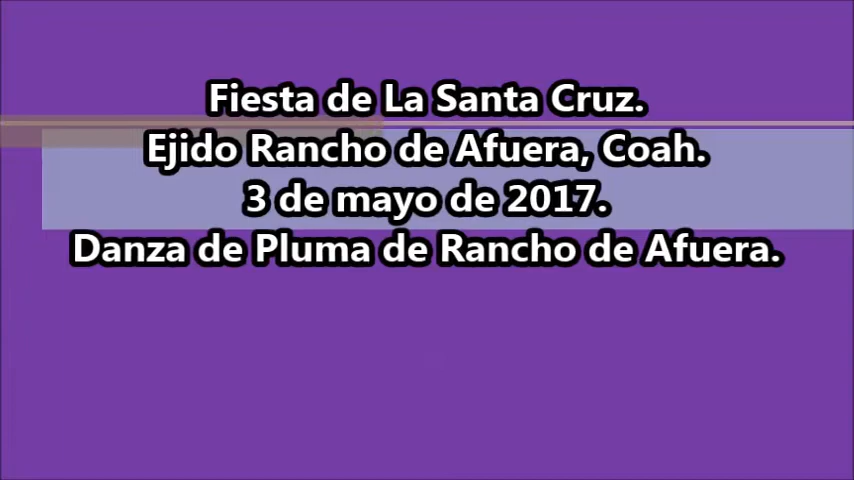 Fiesta de La Santa Cruz.
Ejido Rancho de Afuera, Coah.
3 de mayo de 2017.
Danza de Pluma de Rancho de Afuera.